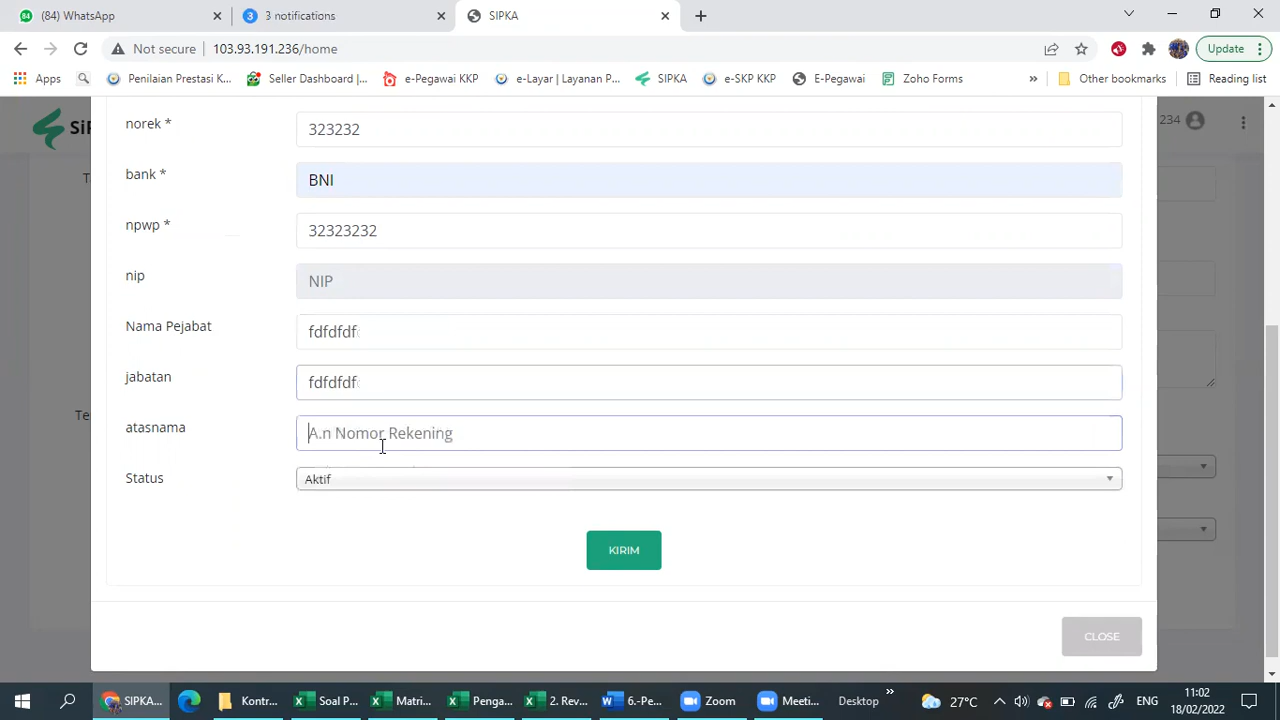 (84) WhatsApp
3 notifications
SIPKA
Not secure
103.93.191.236/home
Update
Apps
Penilaian Prestasi K...
Seller Dashboard |...
e-Pegawai KKP
e-Layar | Layanan P...
SIPKA
e-SKP KKP
E-Pegawai
Zoho Forms
»
Other bookmarks
Reading list
SiP
234
norek *
323232
bank *
BNI
npwp *
32323232
nip
NIP
Nama Pejabat
fdfdfdf
jabatan
fdfdfdf
atasnama
A.n Nomor Rekening
Status
Aktif
KIRIM
CLOSE
SIPKA...
Kontr...
Soal P...
Matri...
Penga...
2. Rev...
6.-Pe...
Zoom
Meeti...
Desktop
»
27°C
ENG
11:02
18/02/2022